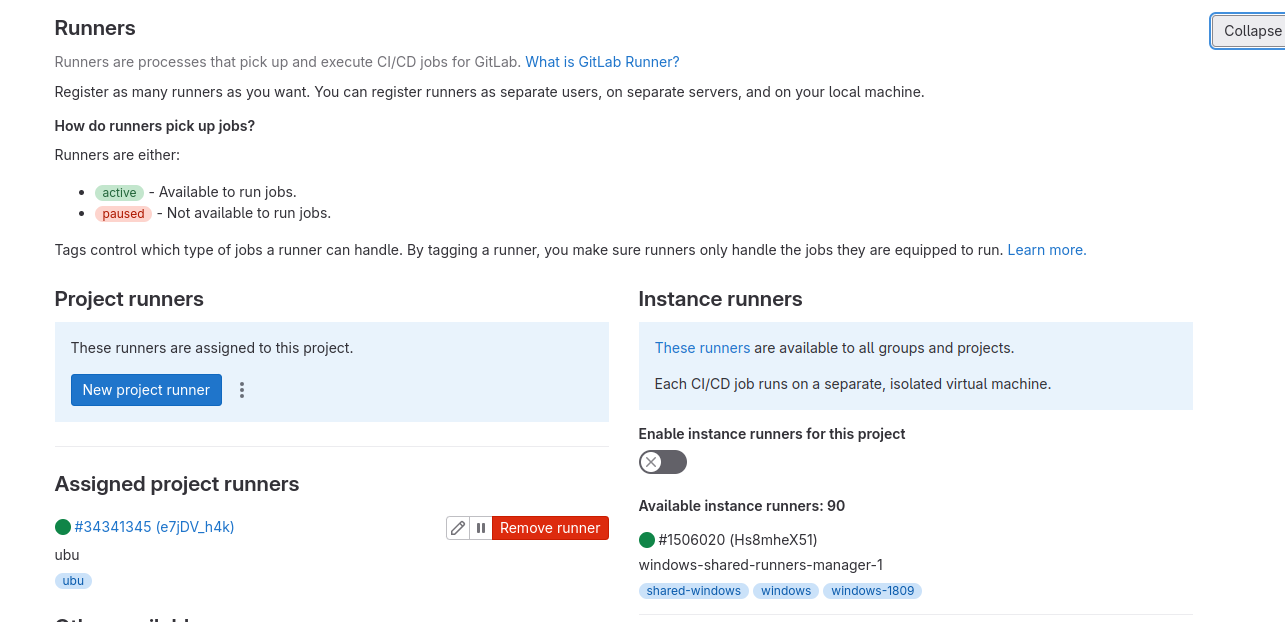 Runners
Collapse
Runners are processes that pick up and execute CI/CD jobs for GitLab. What is GitLab Runner?
Register as many runners as you want. You can register runners as separate users, on separate servers, and on your local machine.
How do runners pick up jobs?
Runners are either:
active - Available to run jobs.
paused - Not available to run jobs.
Tags control which type of jobs a runner can handle. By tagging a runner, you make sure runners only handle the jobs they are equipped to run. Learn more.
Project runners
These runners are assigned to this project.
New project runner
Assigned project runners
#34341345 (e7jDV_h4k)
Remove runner
ubu
ubu
Instance runners
These runners are available to all groups and projects.
Each CI/CD job runs on a separate, isolated virtual machine.
Enable instance runners for this project
Available instance runners: 90
#1506020 (Hs8mheX51)
windows-shared-runners-manager-1
shared-windows windows windows-1809